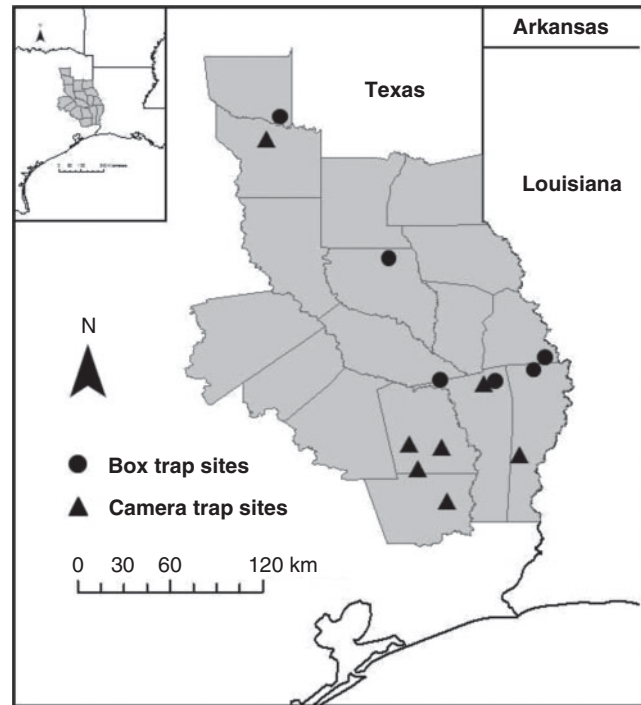 Arkansas
Texas
Louisiana
N
Box trap sites
Camera trap sites
0 30 60 120 km